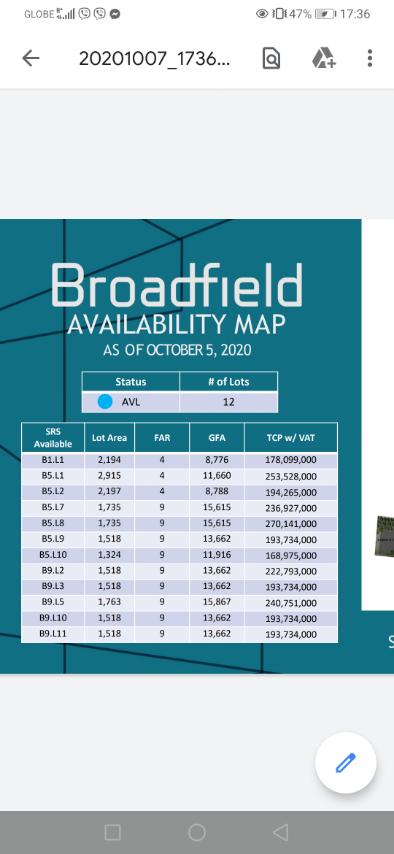 GLOBE 47% 17:36
20201007_1736...
Broadfield
AVAILABILITY MAP
AS OF OCTOBER 5, 2020
Status # of Lots
AVL 12
SRS Available Lot Area FAR GFA TCP w/ VAT
B1.L1 2,194 4 8,776 178,099,000
B5.L1 2,915 4 11,660 253,528,000
B5.L2 2,197 4 8,788 194,265,000
B5.L7 1,735 9 15,615 236,927,000
B5.L8 1,735 9 15,615 270,141,000
B5.L9 1,518 9 13,662 193,734,000
B5.L10 1,324 9 11,916 168,975,000
B9.L2 1,518 9 13,662 222,793,000
B9.L3 1,518 9 13,662 193,734,000
B9.L5 1,763 9 15,867 240,751,000
B9.L10 1,518 9 13,662 193,734,000
B9.L11 1,518 9 13,662 193,734,000
S